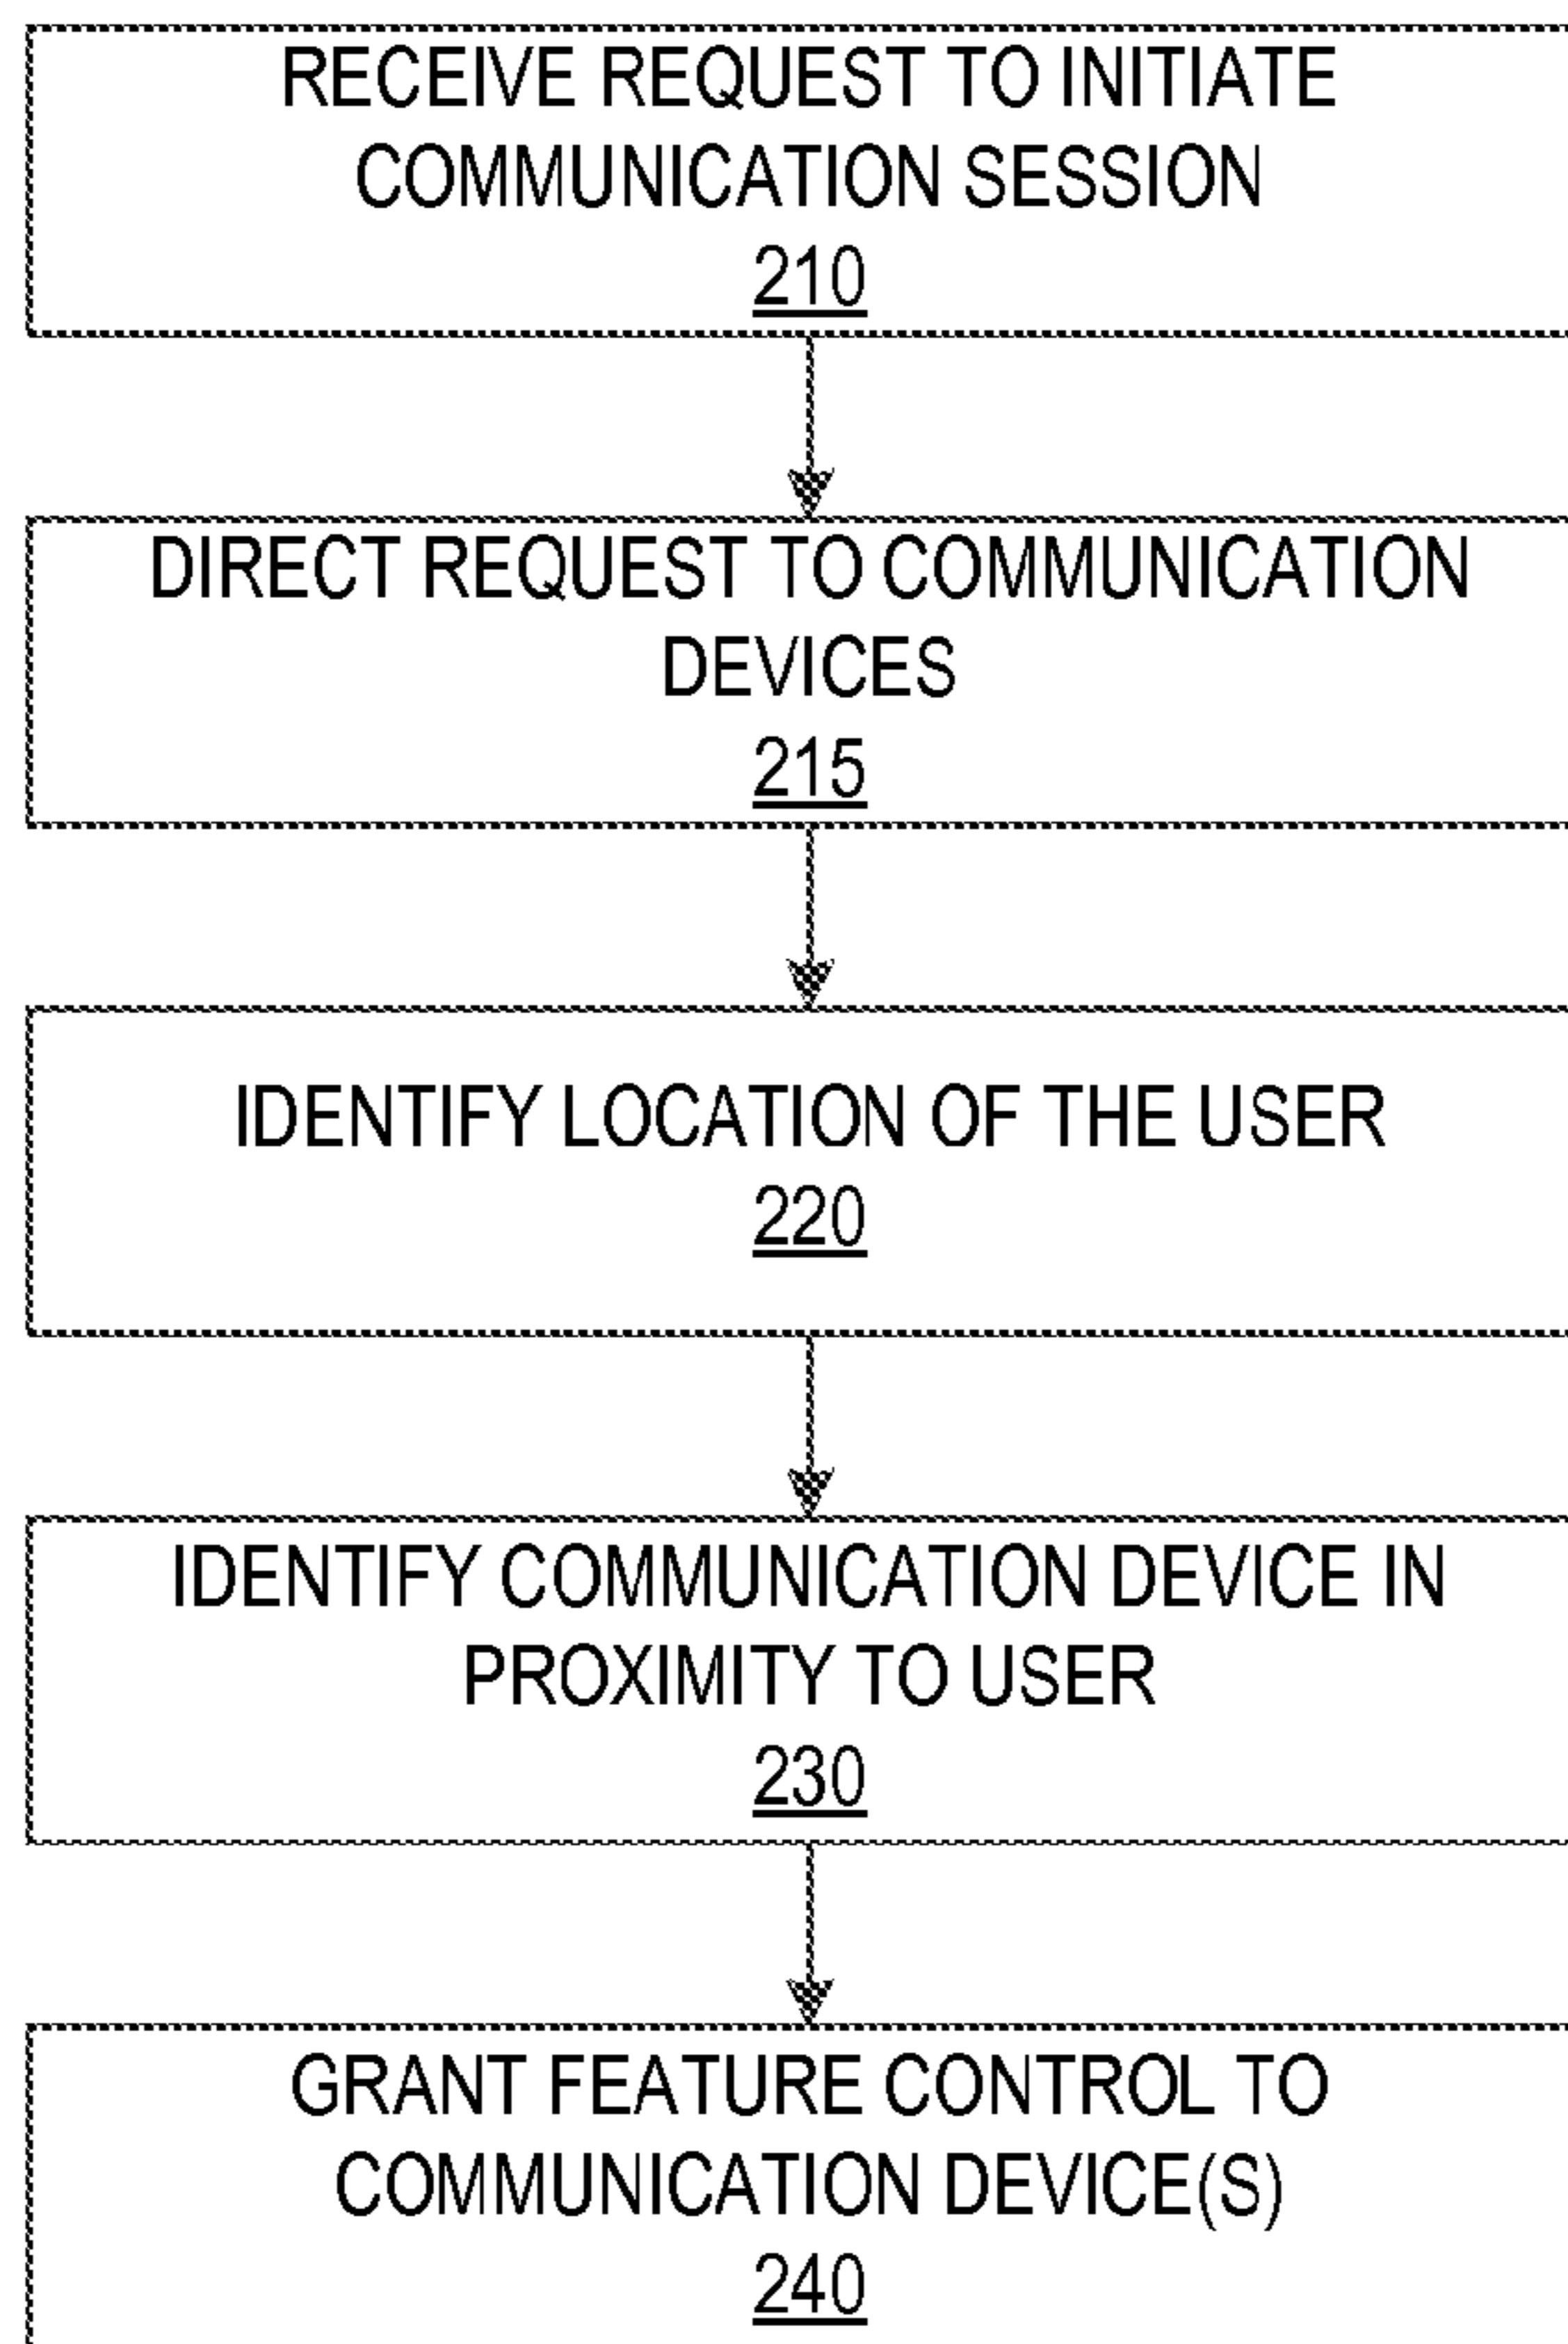 RECEIVE REQUEST TO INITIATE
COMMUNICATION SESSION
210
DIRECT REQUEST TO COMMUNICATION
DEVICES
215
IDENTIFY LOCATION OF THE USER
220
IDENTIFY COMMUNICATION DEVICE IN
PROXIMITY TO USER
230
GRANT FEATURE CONTROL TO
COMMUNICATION DEVICE(S)
240